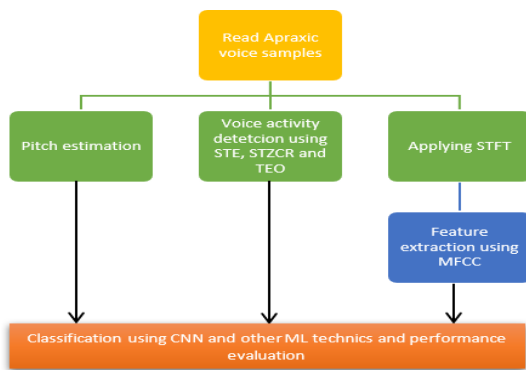 Read Apraxic
voice samples
Pitch estimation
Voice activity
detetcion using
STE, STZCR and
TEO
Applying STFT
Feature
extraction using
MFCC
Classification using CNN and other ML technics and performance
evaluation